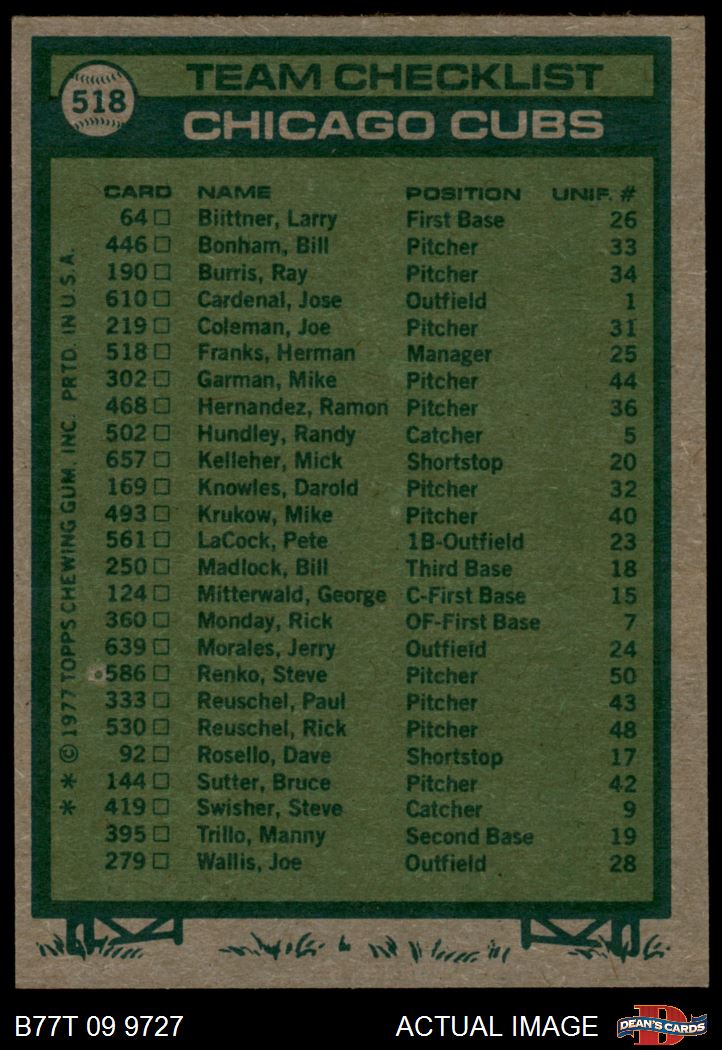 518
TEAM CHECKLIST
CHICAGO CUBS
CARD NAME POSITION UNIF. #
64 □ Biittner, Larry First Base 26
446 □ Bonham, Bill Pitcher 33
190 □ Burris, Ray Pitcher 34
610 □ Cardenal, Jose Outfield 1
219 □ Coleman, Joe Pitcher 31
518 □ Franks, Herman Manager 25
302 □ Garman, Mike Pitcher 44
468 □ Hernandez, Ramon Pitcher 36
502 □ Hundley, Randy Catcher 5
657 □ Kelleher, Mick Shortstop 20
169 □ Knowles, Darold Pitcher 32
493 □ Krukow, Mike Pitcher 40
561 □ LaCock, Pete 1B-Outfield 23
250 □ Madlock, Bill Third Base 18
124 □ Mitterwald, George C-First Base 15
360 □ Monday, Rick OF-First Base 7
639 □ Morales, Jerry Outfield 24
586 □ Renko, Steve Pitcher 50
333 □ Reuschel, Paul Pitcher 43
530 □ Reuschel, Rick Pitcher 48
92 □ Rosello, Dave Shortstop 17
144 □ Sutter, Bruce Pitcher 42
419 □ Swisher, Steve Catcher 9
395 □ Trillo, Manny Second Base 19
279 □ Wallis, Joe Outfield 28
* * © 1977 TOPPS CHEWING GUM, INC. PRTD. IN U.S.A.
B77T 09 9727 ACTUAL IMAGE
D
DEAN'S CARDS